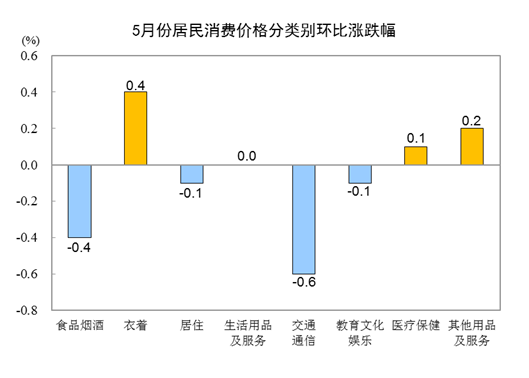 5月份居民消费价格分类别环比涨跌幅
(%)
0.6
0.4
0.2
0.0
-0.2
-0.4
-0.6
-0.8
-0.4
0.4
-0.1
0.0
-0.6
-0.1
0.1
0.2
食品烟酒
衣着
居住
生活用品
及服务
交通
通信
教育文化
娱乐
医疗保健
其他用品
及服务